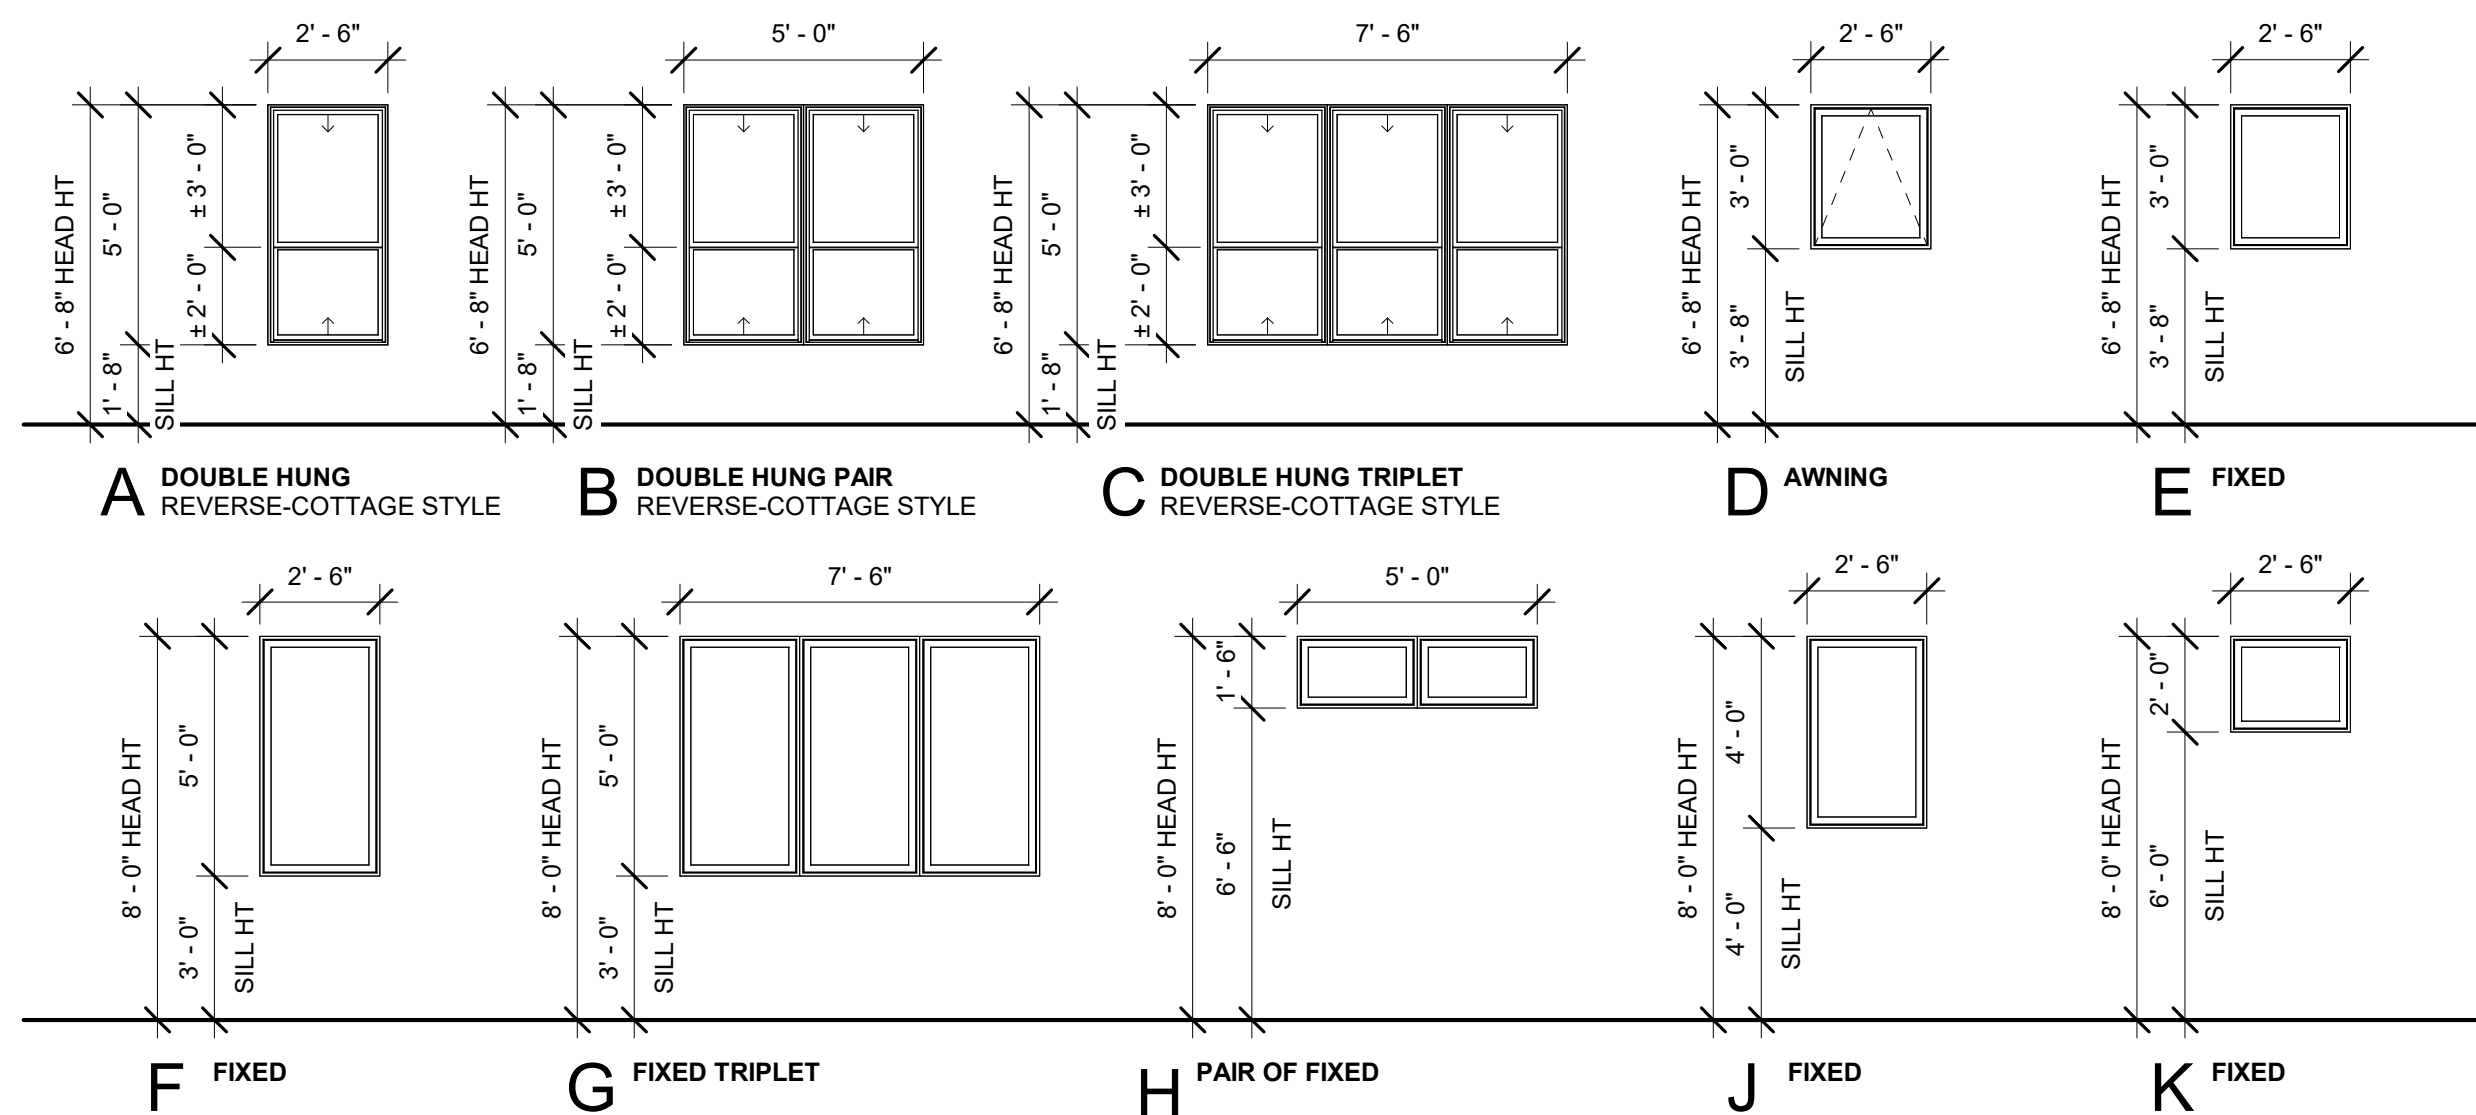 2' - 6"
5' - 0"
7' - 6"
2' - 6"
2' - 6"
6' - 8" HEAD HT
5' - 0"
1' - 8"
SILL HT
± 3' - 0"
± 2' - 0"
6' - 8" HEAD HT
5' - 0"
1' - 8"
SILL HT
± 3' - 0"
± 2' - 0"
6' - 8" HEAD HT
5' - 0"
1' - 8"
SILL HT
± 3' - 0"
± 2' - 0"
6' - 8" HEAD HT
3' - 0"
3' - 8"
SILL HT
6' - 8" HEAD HT
3' - 0"
3' - 8"
SILL HT
A DOUBLE HUNG
REVERSE-COTTAGE STYLE
B DOUBLE HUNG PAIR
REVERSE-COTTAGE STYLE
C DOUBLE HUNG TRIPLET
REVERSE-COTTAGE STYLE
D AWNING
E FIXED
2' - 6"
7' - 6"
5' - 0"
2' - 6"
2' - 6"
8' - 0" HEAD HT
5' - 0"
3' - 0"
SILL HT
8' - 0" HEAD HT
5' - 0"
3' - 0"
SILL HT
8' - 0" HEAD HT
1' - 6"
6' - 6"
SILL HT
8' - 0" HEAD HT
4' - 0"
4' - 0"
SILL HT
8' - 0" HEAD HT
2' - 0"
6' - 0"
SILL HT
F FIXED
G FIXED TRIPLET
H PAIR OF FIXED
J FIXED
K FIXED